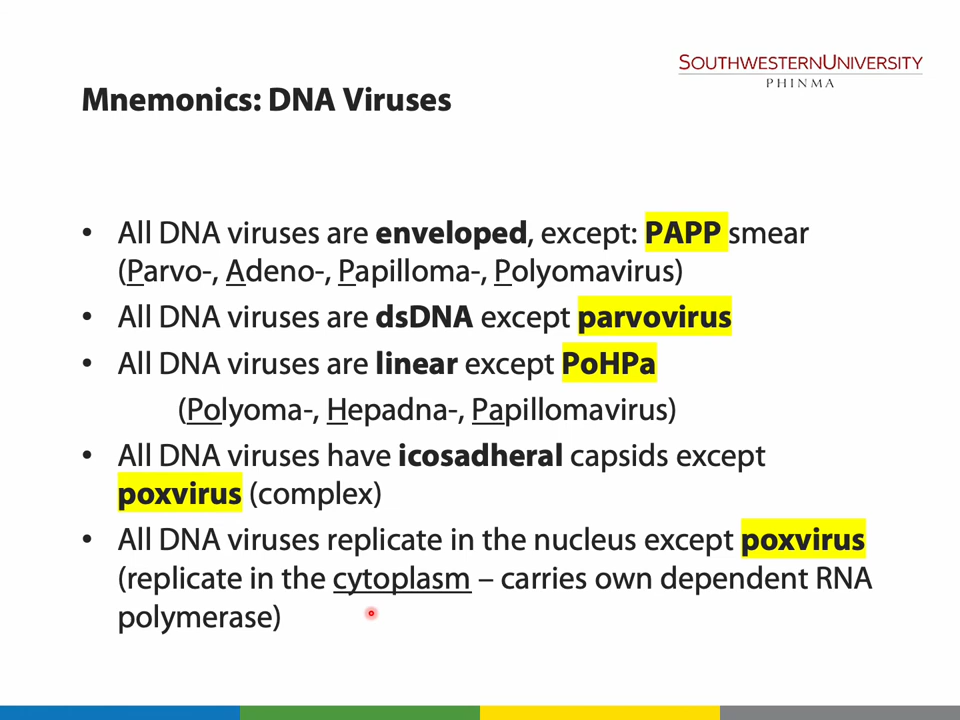 SOUTHWESTERNUNIVERSITY
PHINMA
Mnemonics: DNA Viruses
• All DNA viruses are enveloped, except: PAPP smear
(Parvo-, Adeno-, Papilloma-, Polyomavirus)
• All DNA viruses are dsDNA except parvovirus
• All DNA viruses are linear except PoHPa
(Polyoma-, Hepadna-, Papillomavirus)
• All DNA viruses have icosadheral capsids except
poxvirus (complex)
• All DNA viruses replicate in the nucleus except poxvirus
(replicate in the cytoplasm – carries own dependent RNA
polymerase)